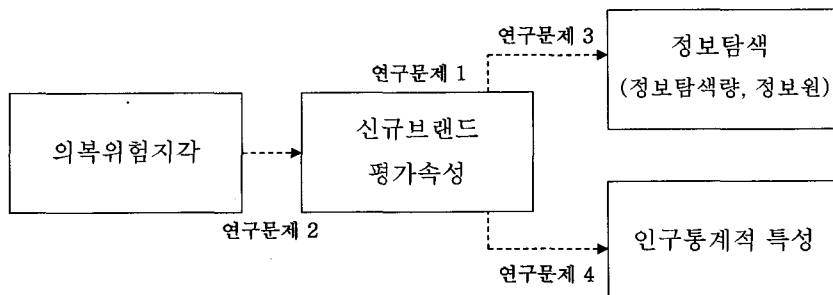 연구문제 3
정보탐색
(정보탐색량, 정보원)
연구문제 1
의복위험지각
신규브랜드
평가속성
연구문제 2
인구통계적 특성
연구문제 4